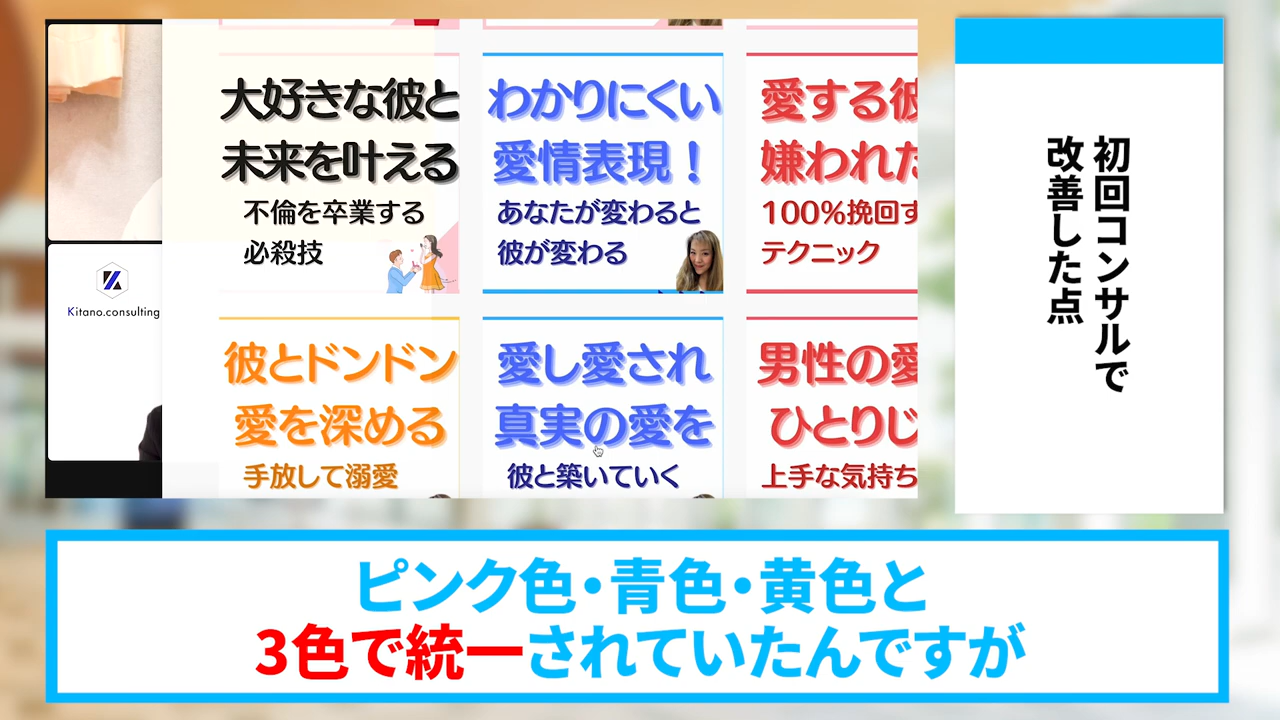 大好きな彼と
未来を叶える
不倫を卒業する
必殺技
わかりにくい
愛情表現！
あなたが変わると
彼が変わる
愛する彼
嫌われた
100%挽回す
テクニック
Kitano.consulting
彼とドンドン
愛を深める
手放して溺愛
愛し愛され
真実の愛を
彼と築いていく
男性の愛
ひとりじ
上手な気持ち
初回コンサルで
改善した点
ピンク色・青色・黄色と
3色で統一されていたんですが